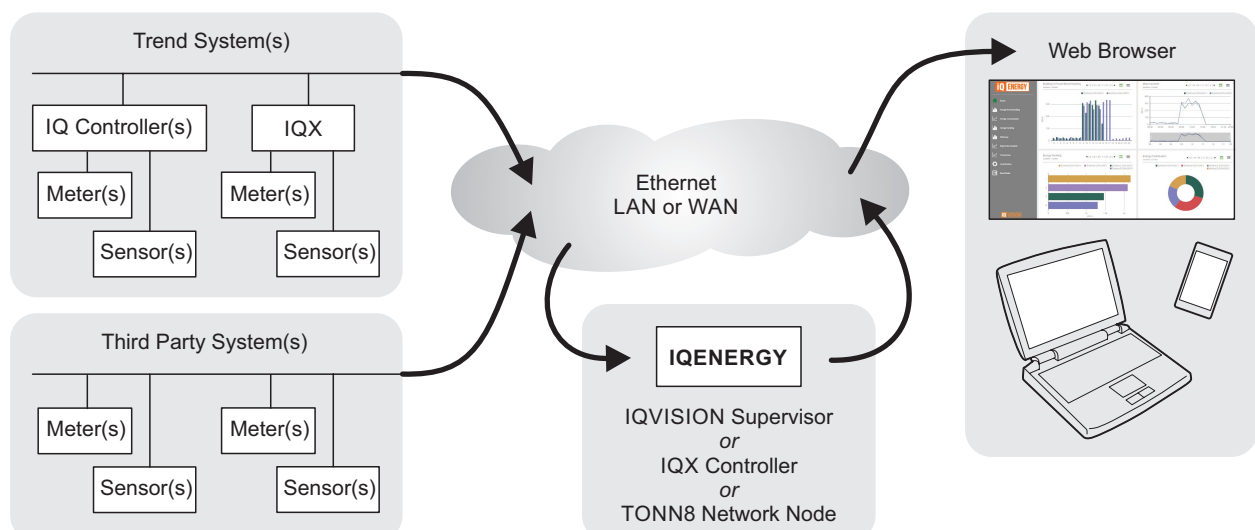 Trend System(s)
IQ Controller(s)
IQX
Meter(s)
Meter(s)
Sensor(s)
Sensor(s)
Third Party System(s)
Meter(s)
Meter(s)
Sensor(s)
Sensor(s)
Ethernet
LAN or WAN
IQENERGY
IQVISION Supervisor
or
IQX Controller
or
TONN8 Network Node
Web Browser
IQ ENERGY